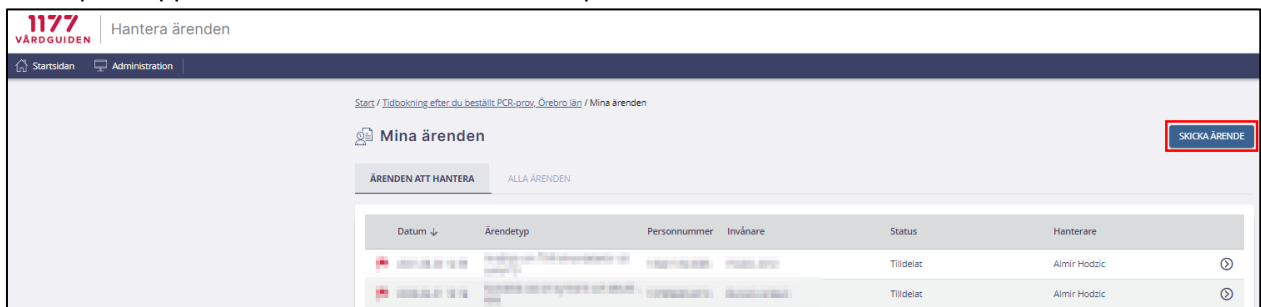 1177
VÅRDGUIDEN
Hantera ärenden
Startsidan Administration
Start / Tidbokning efter du beställt PCR-prov, Örebro län / Mina ärenden
Mina ärenden
SKICKA ÄRENDE
ÄRENDEN ATT HANTERA ALLA ÄRENDEN
Datum ↓ Ärendetyp Personnummer Invånare Status Hanterare
Tilldelat Almir Hodzic
Tilldelat Almir Hodzic